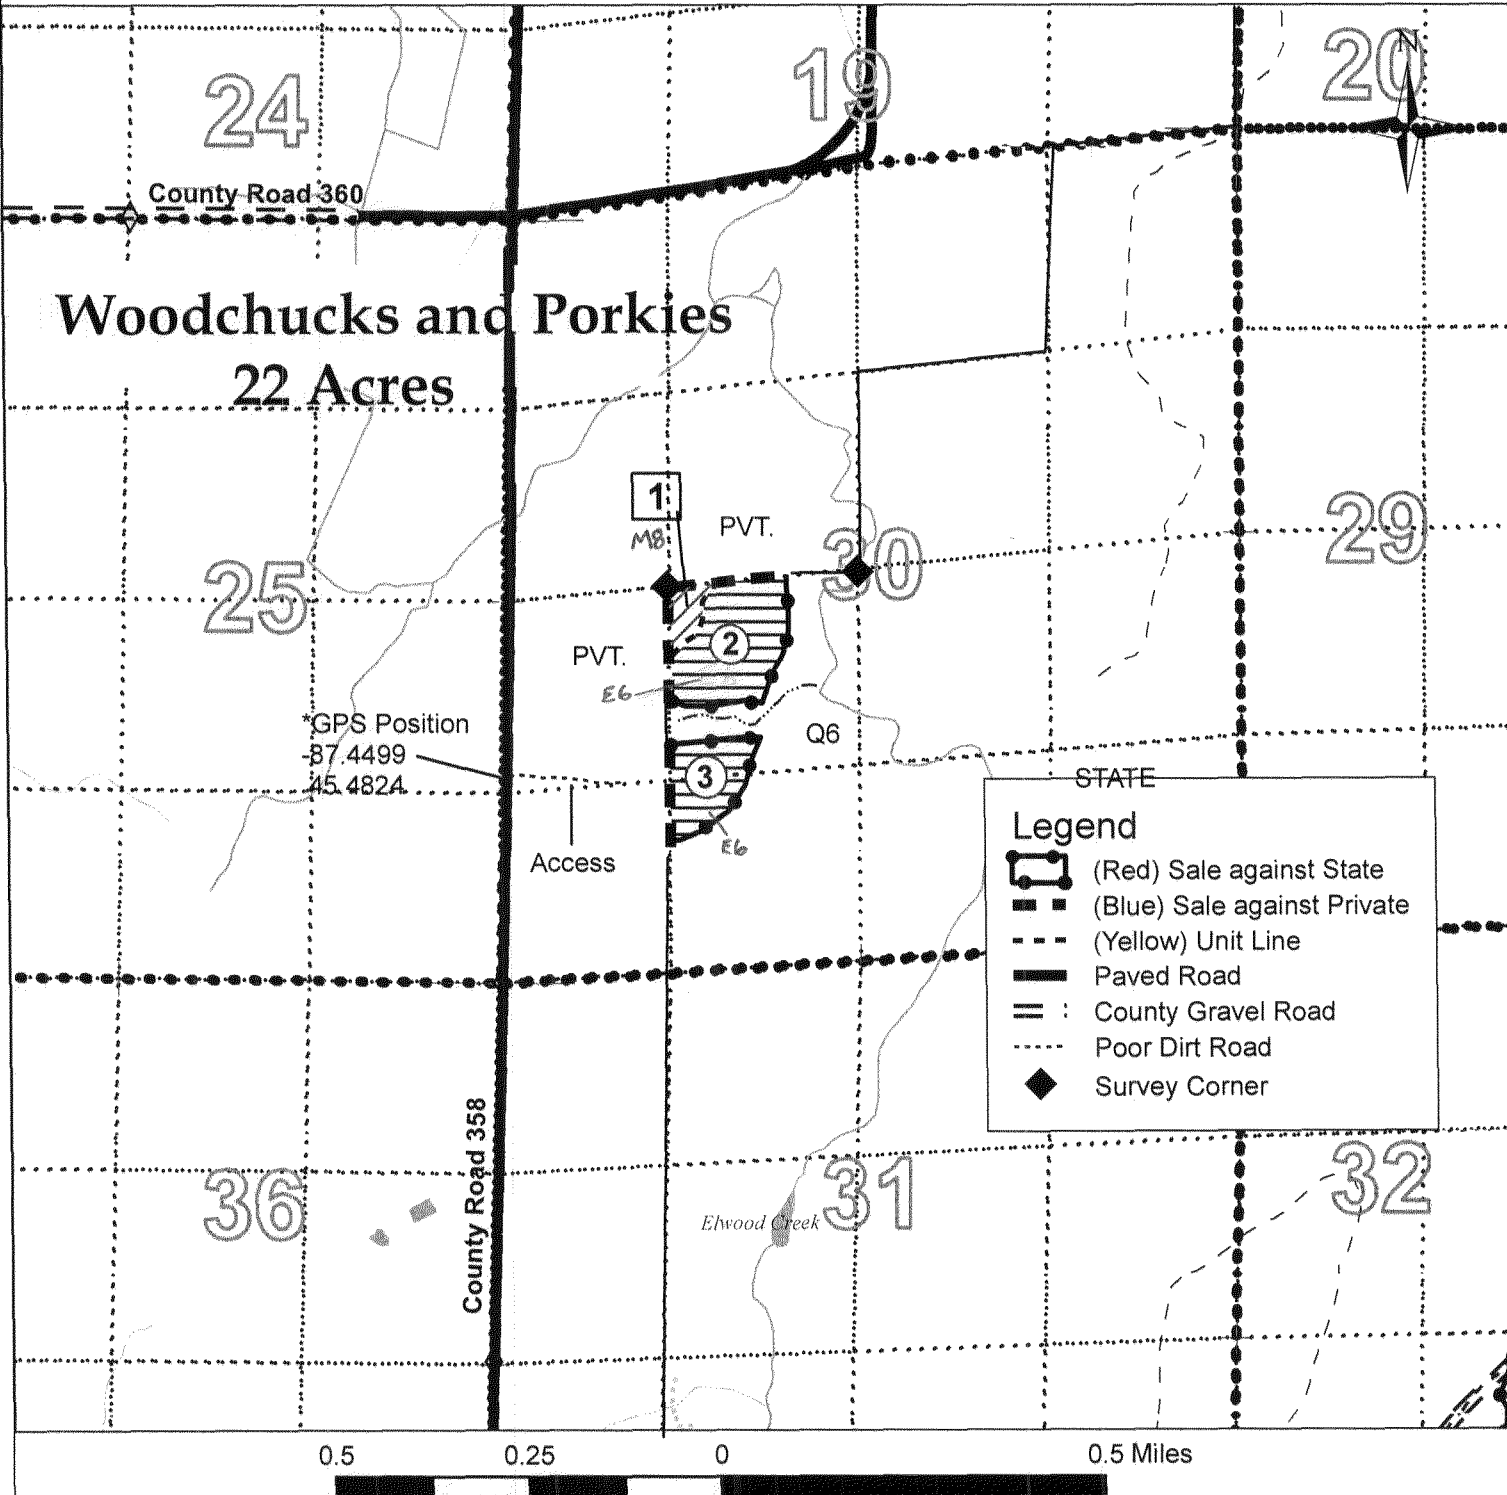 24
19
20
N
County Road 360
Woodchucks and Porkies
22 Acres
1
M8
PVT.
30
29
25
2
PVT.
E6
*GPS Position
-87.4499
45.4824
Q6
3
E6
Access
STATE
Legend
(Red) Sale against State
(Blue) Sale against Private
(Yellow) Unit Line
Paved Road
County Gravel Road
Poor Dirt Road
Survey Corner
County Road 358
36
31
32
Elwood Creek
0.5 0.25 0 0.5 Miles